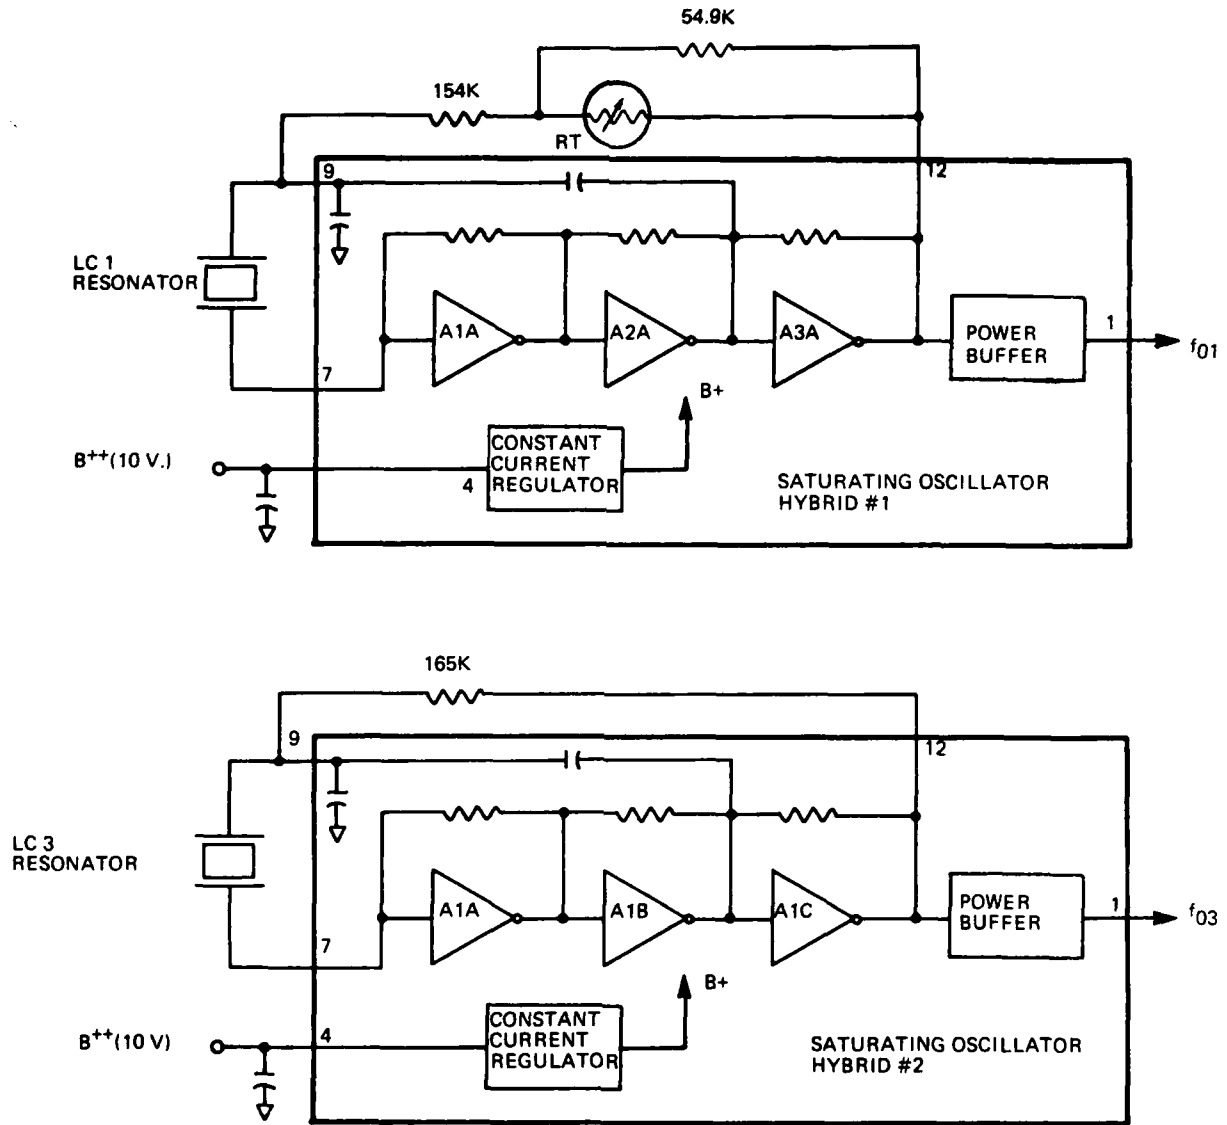 54.9K
154K
RT
9
12
LC 1
RESONATOR
A1A
A2A
A3A
POWER
BUFFER
1
f01
7
B+
B++(10 V.)
4
CONSTANT
CURRENT
REGULATOR
SATURATING OSCILLATOR
HYBRID #1
165K
9
12
LC 3
RESONATOR
A1A
A1B
A1C
POWER
BUFFER
1
f03
7
B+
B++(10 V)
4
CONSTANT
CURRENT
REGULATOR
SATURATING OSCILLATOR
HYBRID #2